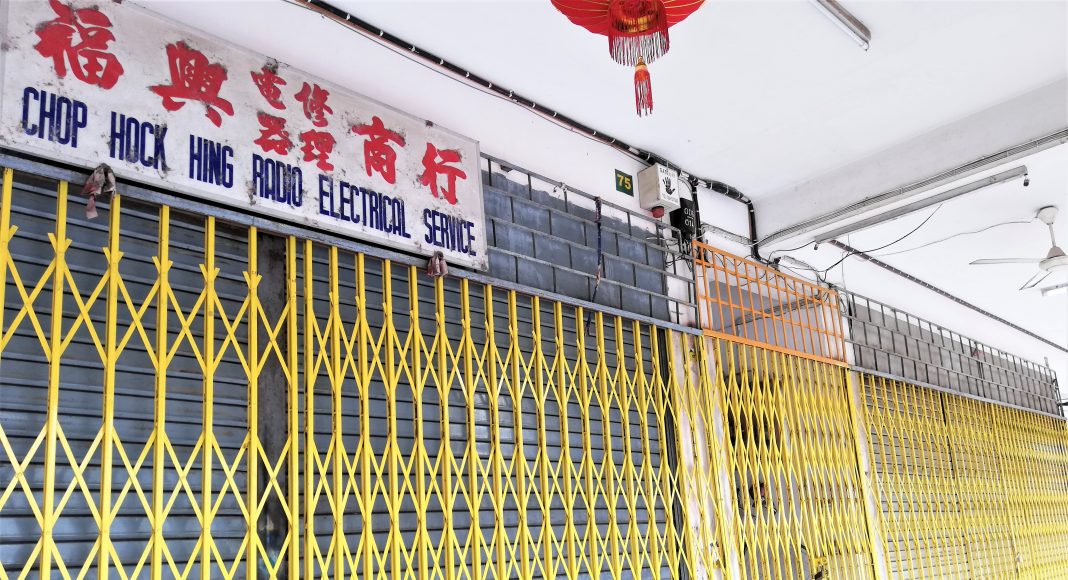 福興電器修理商行
CHOP HOCK HING RADIO ELECTRICAL SERVICE
75